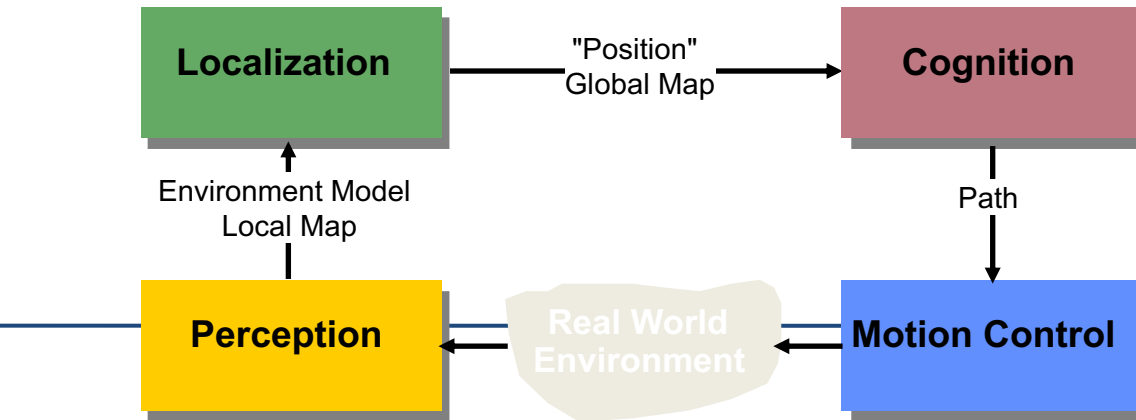 Localization
"Position"
Global Map
Cognition
Environment Model
Local Map
Path
Perception
Real World
Environment
Motion Control